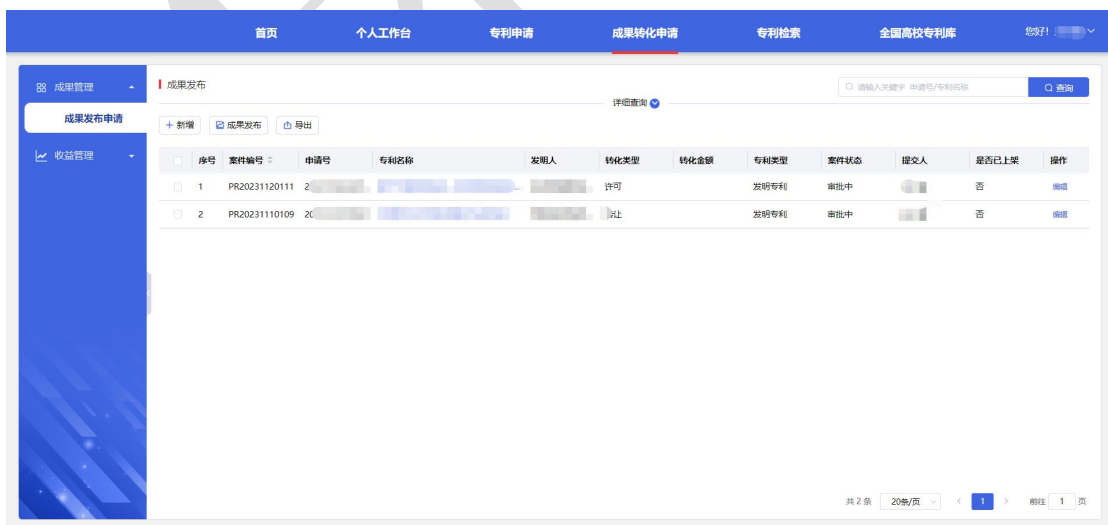 首页 个人工作台 专利申请 成果转化申请 专利检索 全国高校专利库 您好!
成果管理
成果发布申请
收益管理
成果发布
请输入关键字 申请号/专利名称 查询
详细查询
+ 新增 成果发布 导出
序号 案件编号 申请号 专利名称 发明人 转化类型 转化金额 专利类型 案件状态 提交人 是否已上架 操作
1 PR20231120111 许可 发明专利 审批中 否 编辑
2 PR20231110109 发明专利 审批中 否 编辑
共 2 条 20条/页 < 1 > 前往 1 页